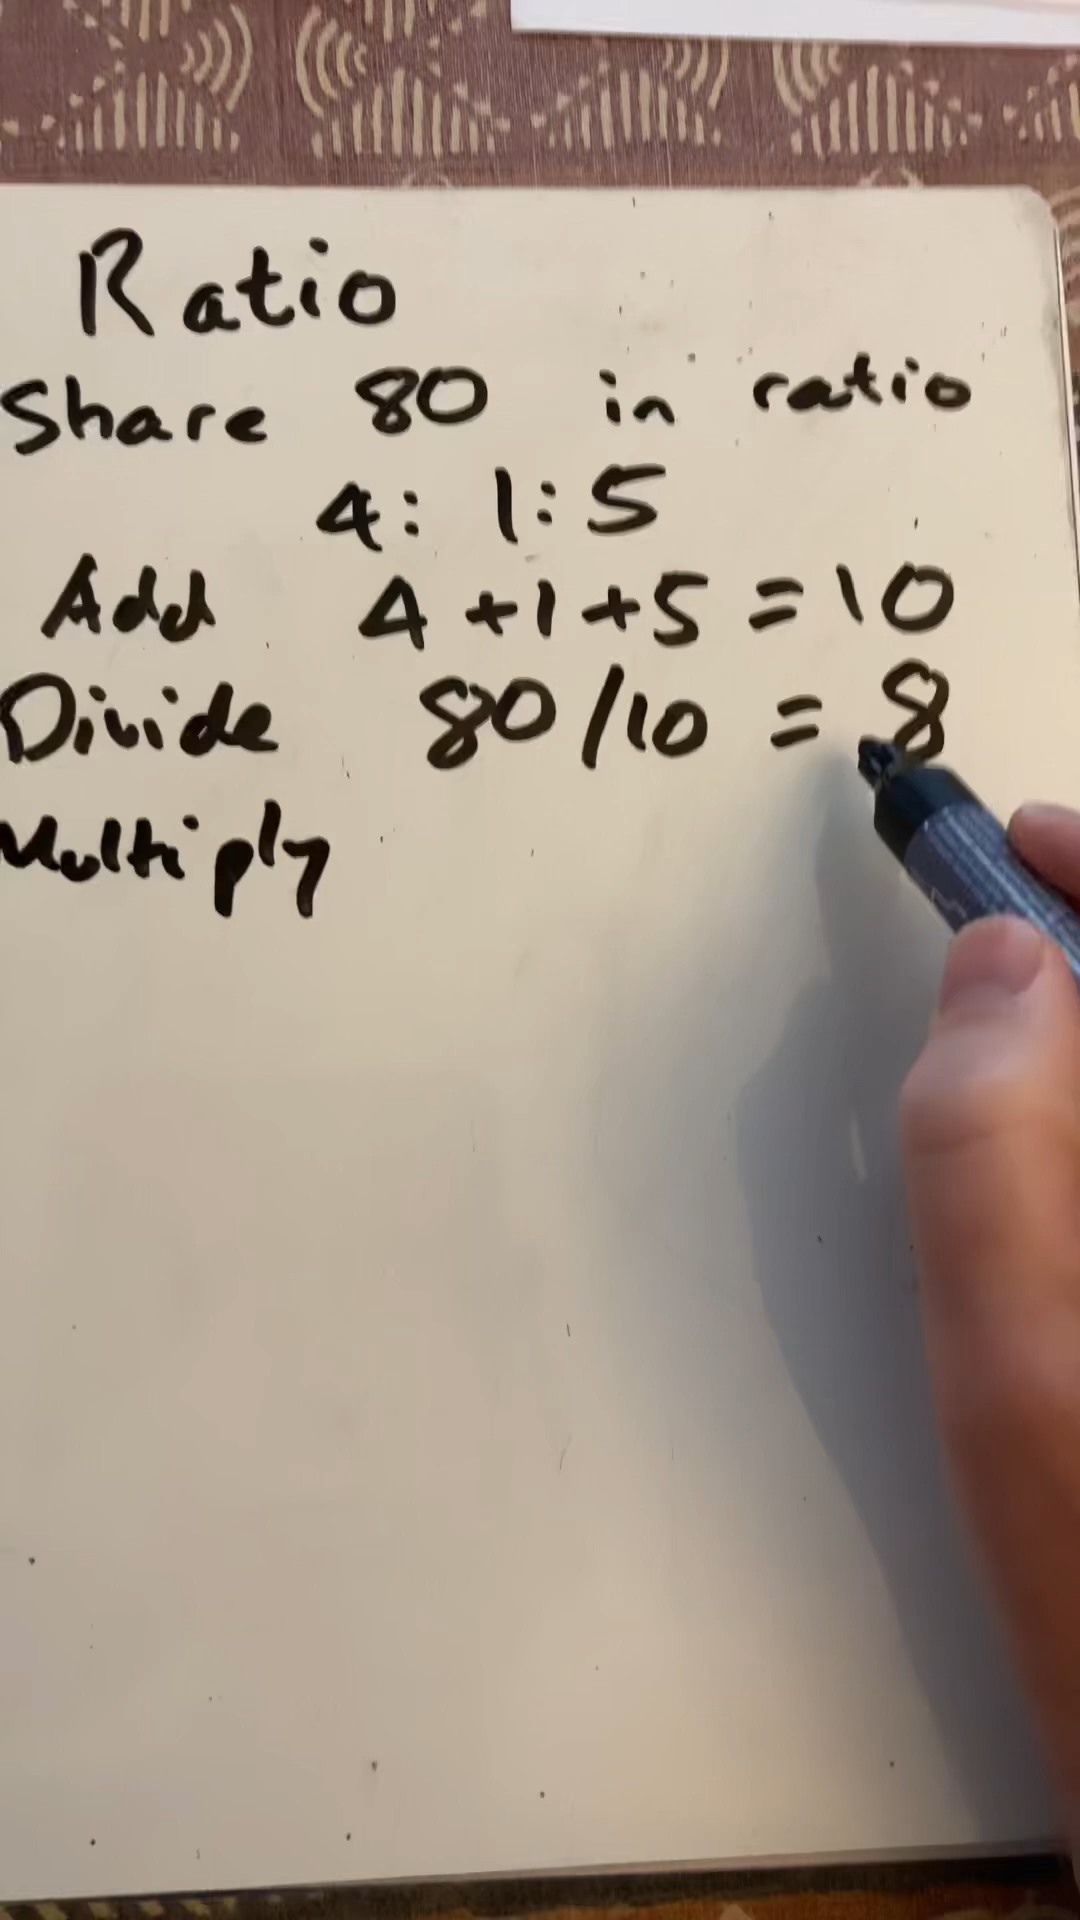 Ratio
Share 80 in ratio
4: 1:5
Add 4+1+5=10
Divide 80/10 = 8
Multiply